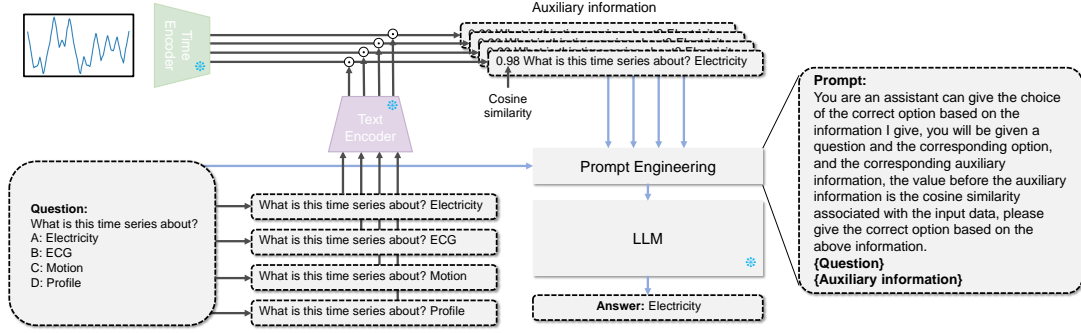 Auxiliary information
Time
Encoder
0.98 What is this time series about? Electricity
Cosine
similarity
Text
Encoder
Question:
What is this time series about?
A: Electricity
B: ECG
C: Motion
D: Profile
What is this time series about? Electricity
What is this time series about? ECG
What is this time series about? Motion
What is this time series about? Profile
Prompt Engineering
LLM
Answer: Electricity
Prompt:
You are an assistant can give the choice
of the correct option based on the
information I give, you will be given a
question and the corresponding option,
and the corresponding auxiliary
information, the value before the auxiliary
information is the cosine similarity
associated with the input data, please
give the correct option based on the
above information.
{Question}
{Auxiliary information}